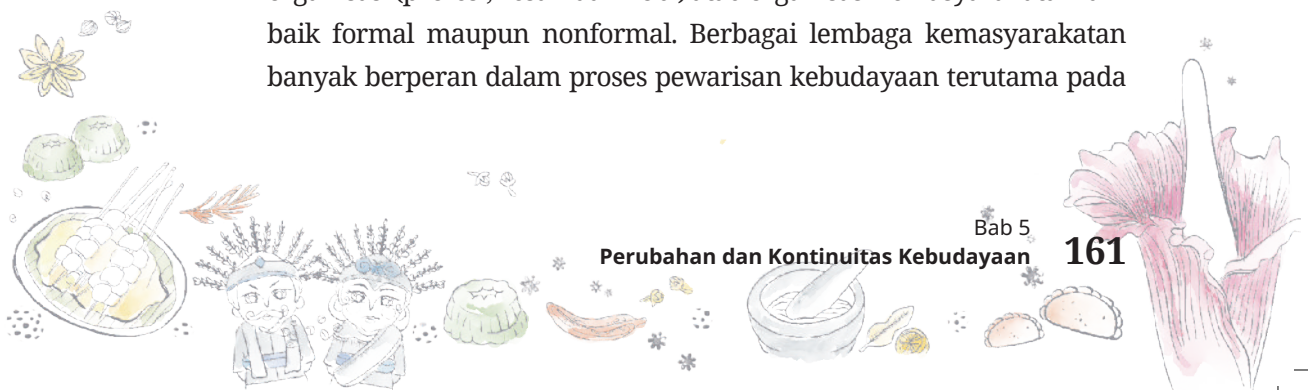 baik formal maupun nonformal. Berbagai lembaga kemasyarakatan
banyak berperan dalam proses pewarisan kebudayaan terutama pada
Bab 5
Perubahan dan Kontinuitas Kebudayaan 161